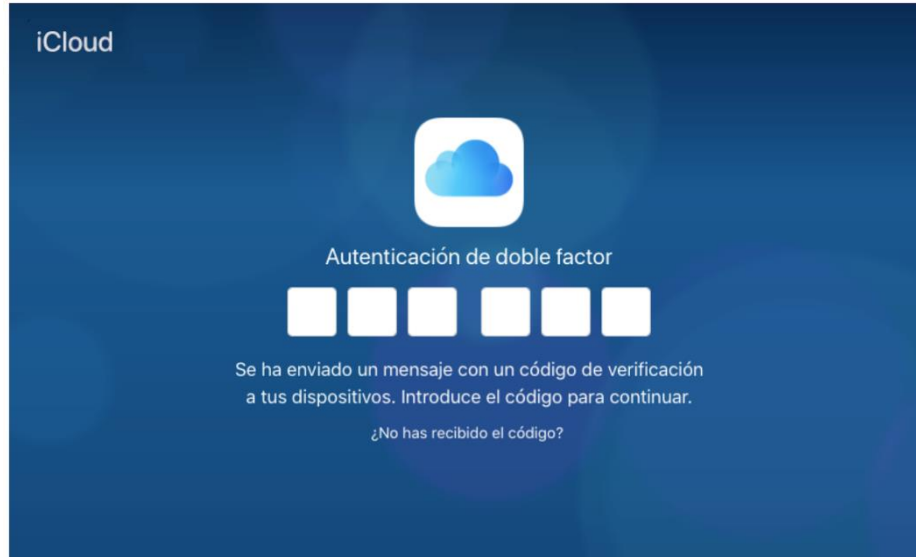 iCloud
Autenticación de doble factor
Se ha enviado un mensaje con un código de verificación
a tus dispositivos. Introduce el código para continuar.
¿No has recibido el código?